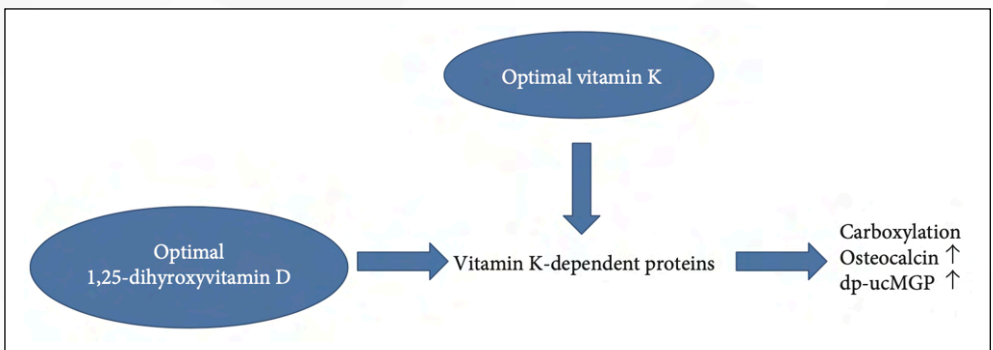 Optimal vitamin K
Optimal
1,25-dihyroxyvitamin D
Vitamin K-dependent proteins
Carboxylation
Osteocalcin ↑
dp-ucMGP ↑